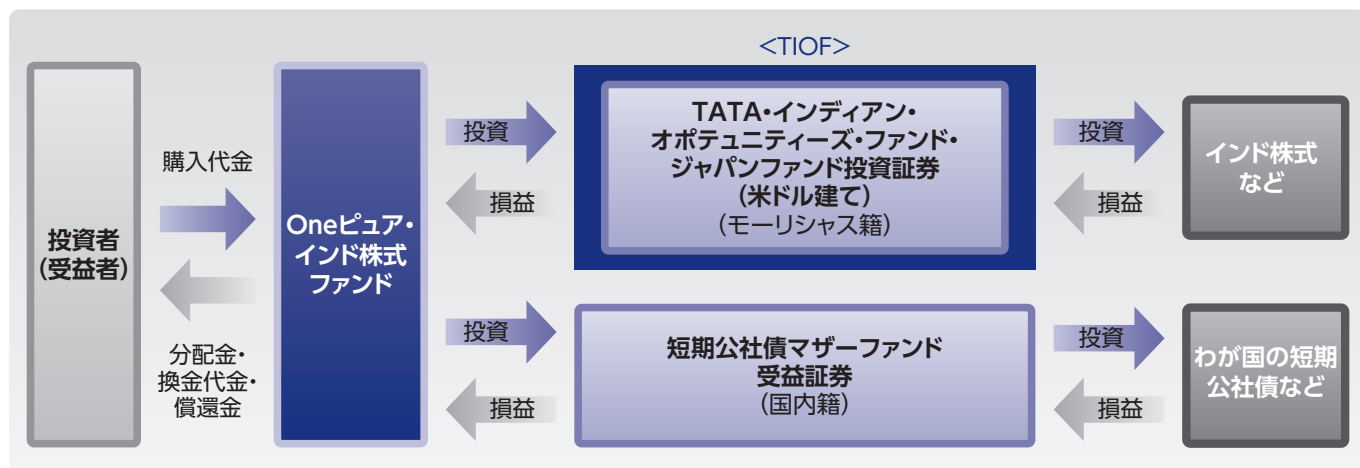 <TIOF>
投資者
(受益者)
購入代金
分配金・
換金代金・
償還金
Oneピュア・
インド株式
ファンド
投資
損益
TATA・インディアン・
オポテュニティーズ・ファンド・
ジャパンファンド投資証券
(米ドル建て)
(モーリシャス籍)
投資
損益
インド株式
など
投資
損益
短期公社債マザーファンド
受益証券
(国内籍)
投資
損益
わが国の短期
公社債など